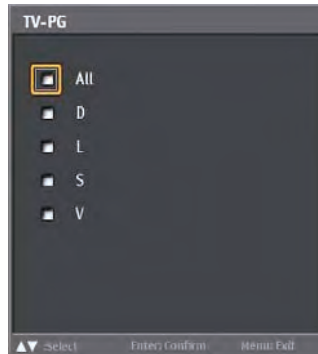 TV-PG
All
D
L
S
V
▲▼ :Select Enter: Confirm Menu: Exit